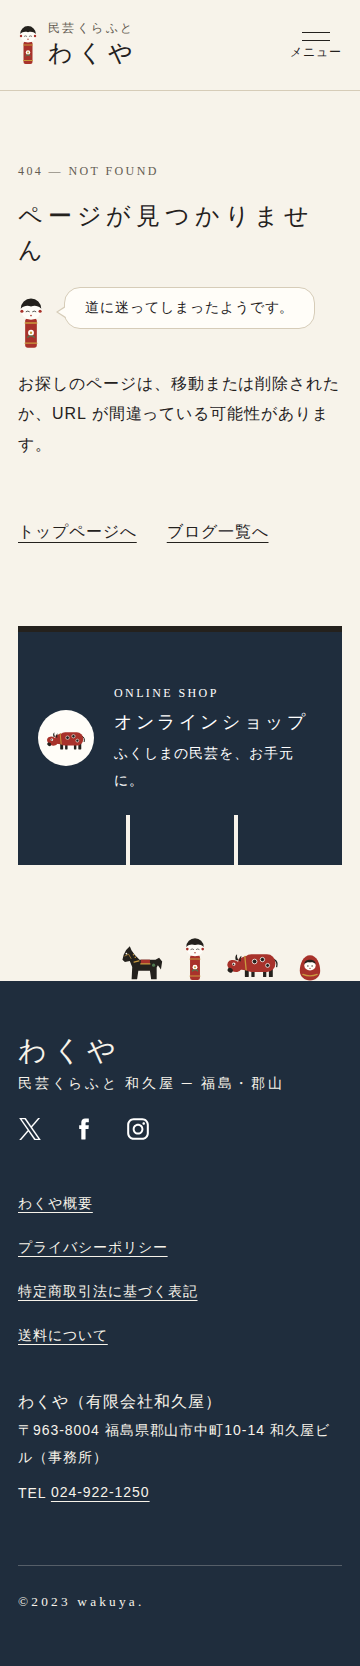 民芸くらふと
わくや
メニュー
404 — NOT FOUND
ページが見つかりませ
ん
道に迷ってしまったようです。
お探しのページは、移動または削除された
か、URL が間違っている可能性がありま
す。
トップページへ ブログ一覧へ
ONLINE SHOP
オンラインショップ
ふくしまの民芸を、お手元
に。
わくや
民芸くらふと 和久屋 ─ 福島・郡山
わくや概要
プライバシーポリシー
特定商取引法に基づく表記
送料について
わくや（有限会社和久屋）
〒963-8004 福島県郡山市中町10-14 和久屋ビ
ル（事務所）
TEL 024-922-1250
©2023 wakuya.